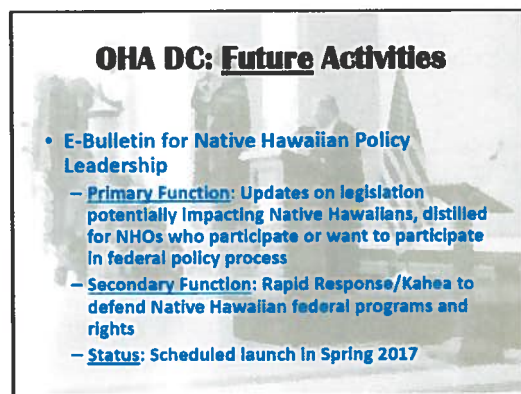 OHA DC: Future Activities
• E-Bulletin for Native Hawaiian Policy
Leadership
– Primary Function: Updates on legislation
potentially impacting Native Hawaiians, distilled
for NHOs who participate or want to participate
in federal policy process
– Secondary Function: Rapid Response/Kahea to
defend Native Hawaiian federal programs and
rights
– Status: Scheduled launch in Spring 2017